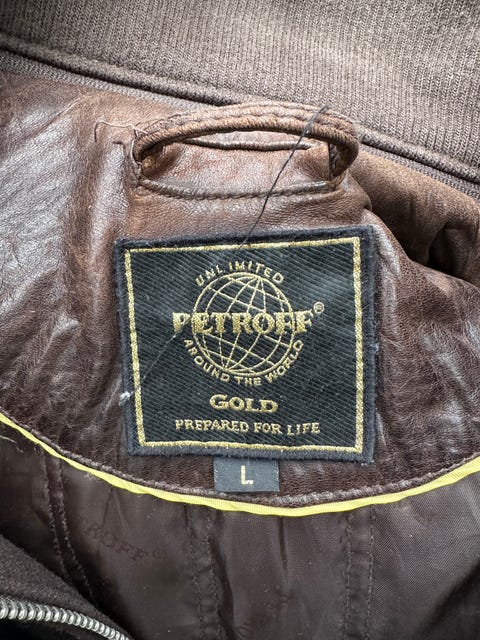 UNLIMITED
PETROFF®
AROUND THE WORLD
GOLD
PREPARED FOR LIFE
L